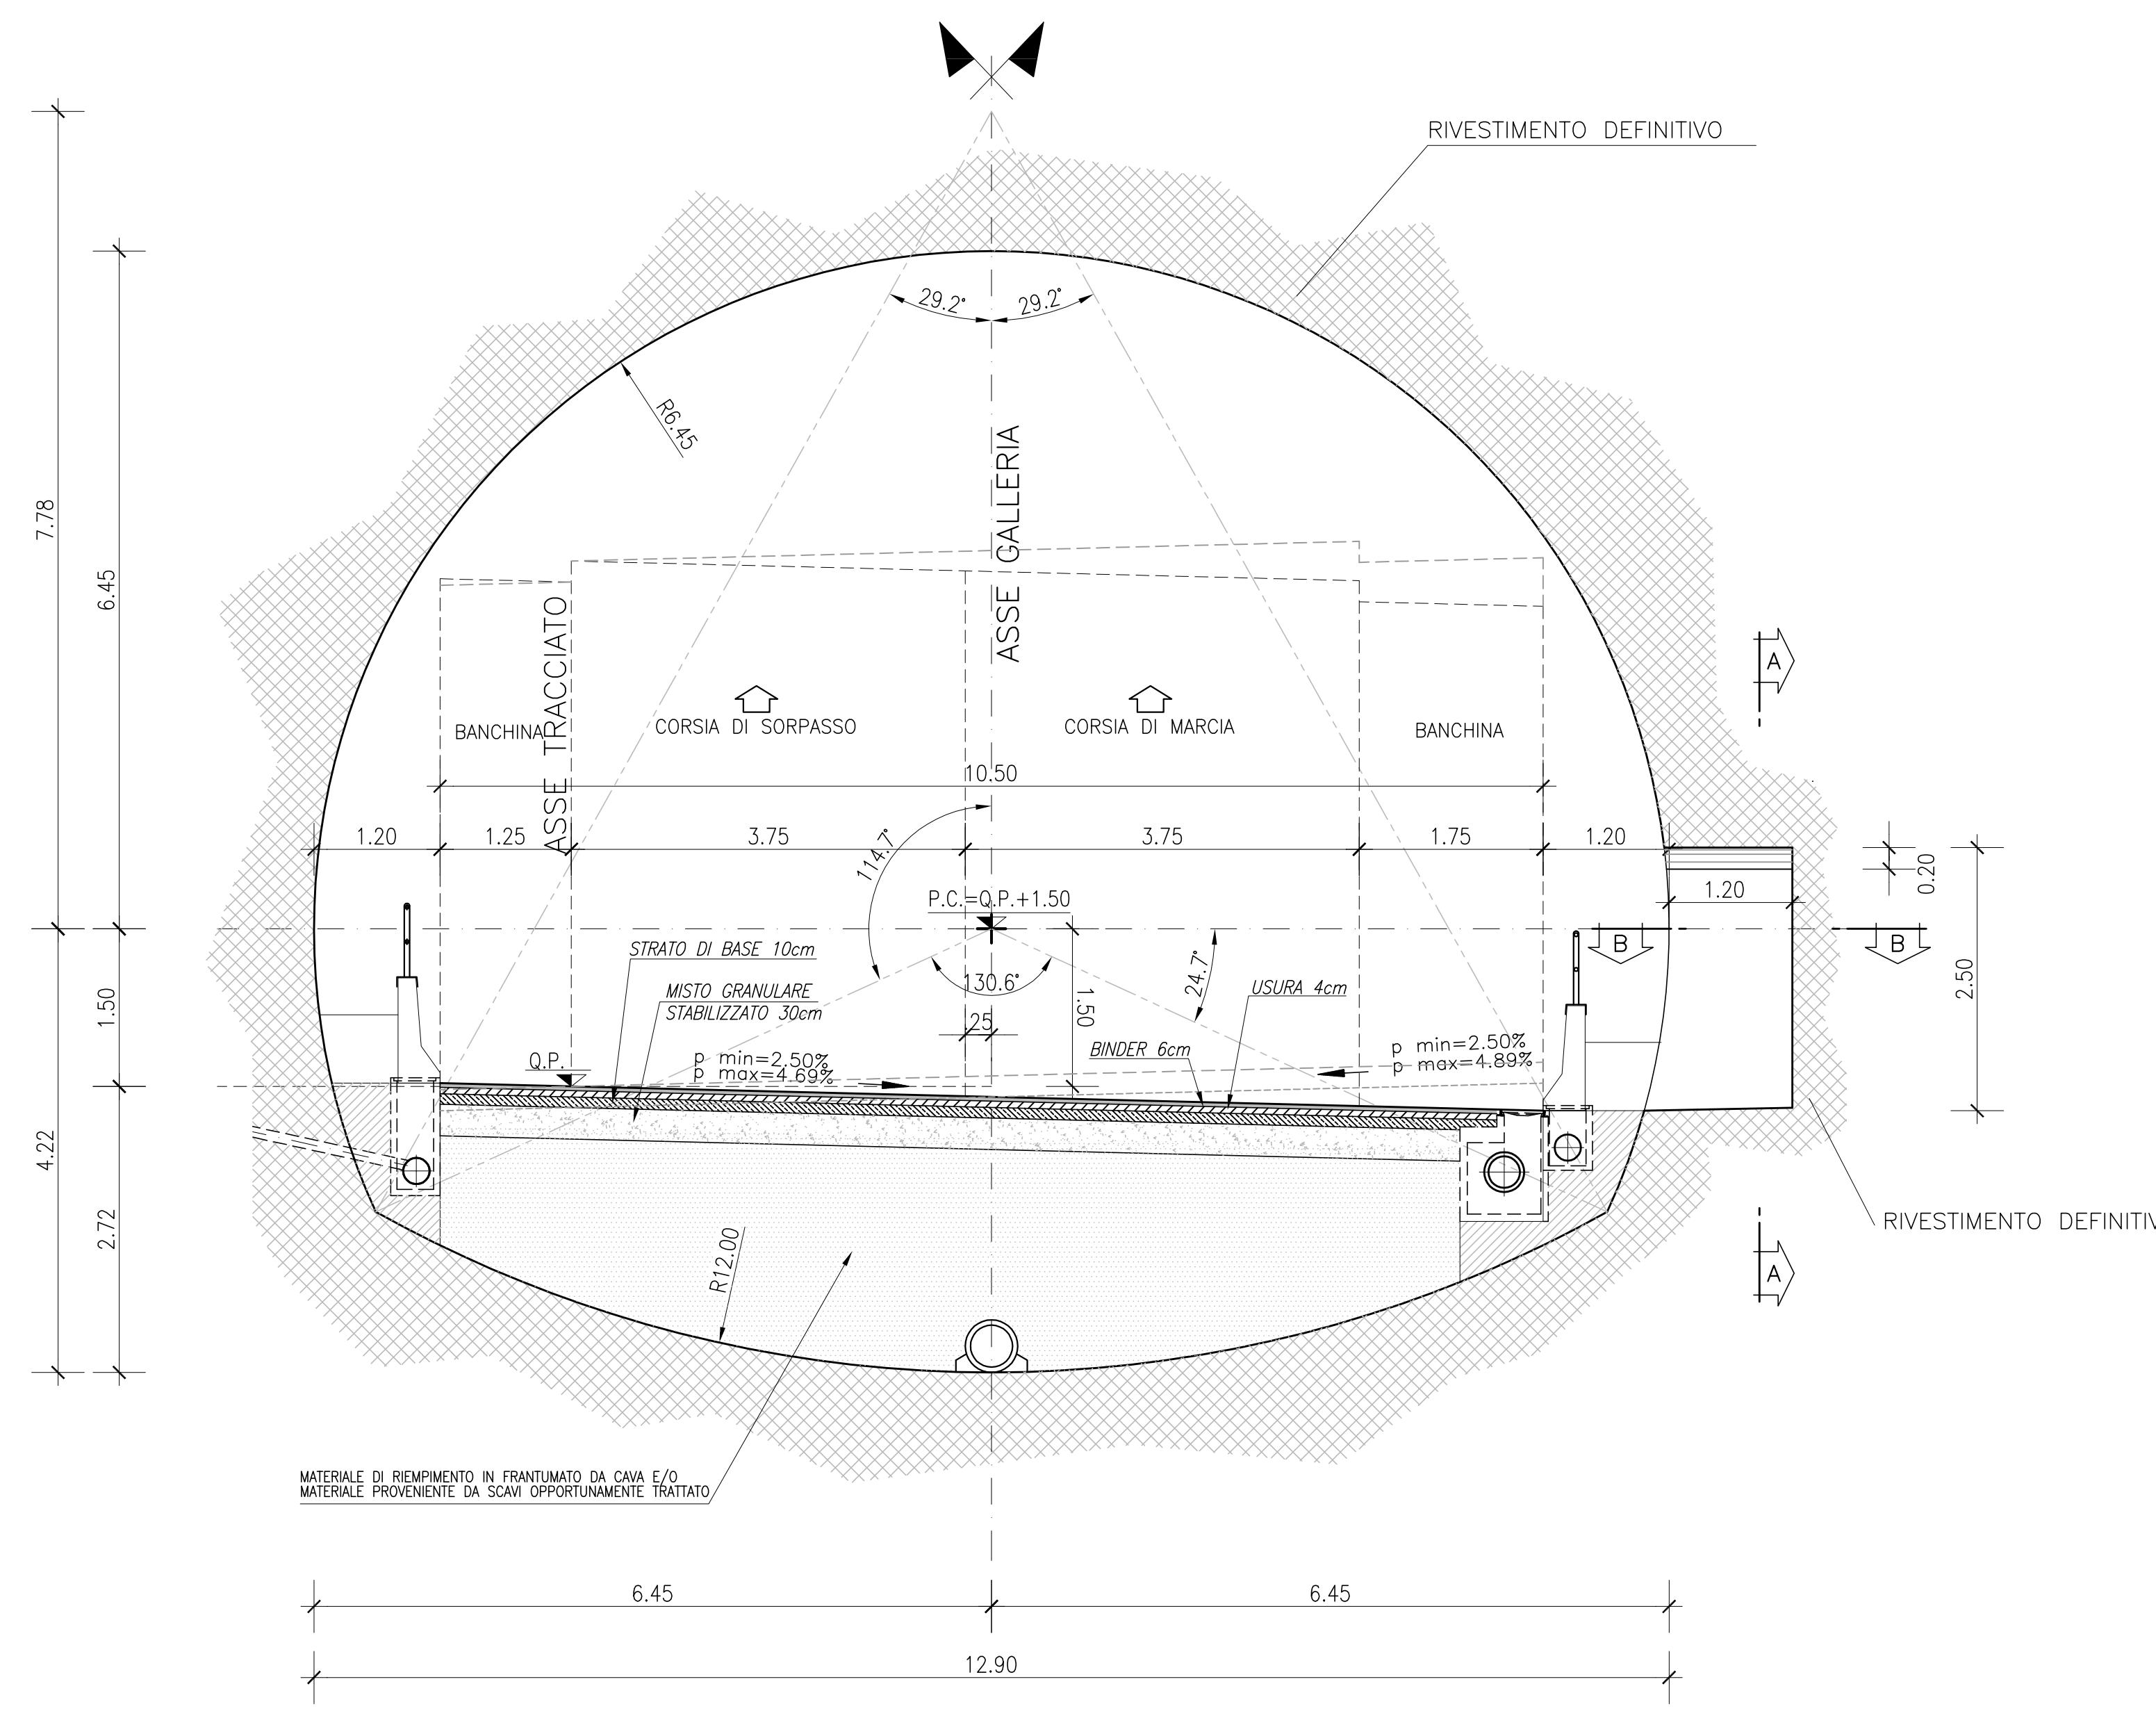 RIVESTIMENTO DEFINITIVO
29.2°
29.2°
R6.45
7.78
6.45
ASSE GALLERIA
ASSE TRACCIATO
A
BANCHINA
CORSIA DI SORPASSO
CORSIA DI MARCIA
BANCHINA
10.50
1.20
1.25
3.75
3.75
1.75
1.20
114.7°
0.20
1.20
P.C.=Q.P.+1.50
B
B
STRATO DI BASE 10cm
130.6°
24.7°
2.50
MISTO GRANULARE
STABILIZZATO 30cm
USURA 4cm
1.50
1.50
25
BINDER 6cm
Q.P.
p min=2.50%
p max=4.69%
p min=2.50%
p max=4.89%
4.22
2.72
R12.00
RIVESTIMENTO DEFINITIV
A
MATERIALE DI RIEMPIMENTO IN FRANTUMATO DA CAVA E/O
MATERIALE PROVENIENTE DA SCAVI OPPORTUNAMENTE TRATTATO
6.45
6.45
12.90